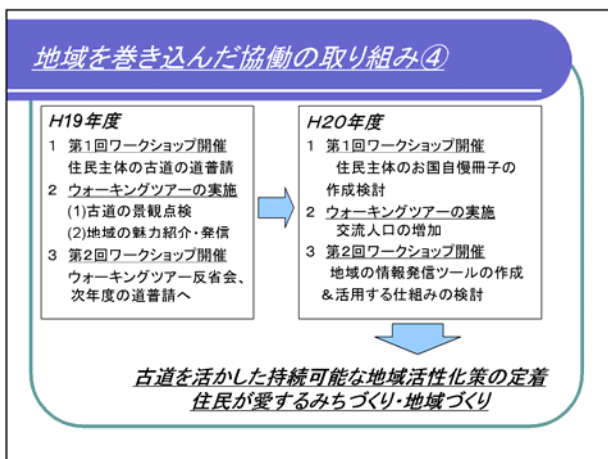 地域を巻き込んだ協働の取り組み④
H19年度
1 第1回ワークショップ開催
住民主体の古道の道普請
2 ウォーキングツアーの実施
(1)古道の景観点検
(2)地域の魅力紹介・発信
3 第2回ワークショップ開催
ウォーキングツアー反省会、
次年度の道普請へ
H20年度
1 第1回ワークショップ開催
住民主体のお国自慢冊子の
作成検討
2 ウォーキングツアーの実施
交流人口の増加
3 第2回ワークショップ開催
地域の情報発信ツールの作成
&活用する仕組みの検討
古道を活かした持続可能な地域活性化策の定着
住民が愛するみちづくり・地域づくり